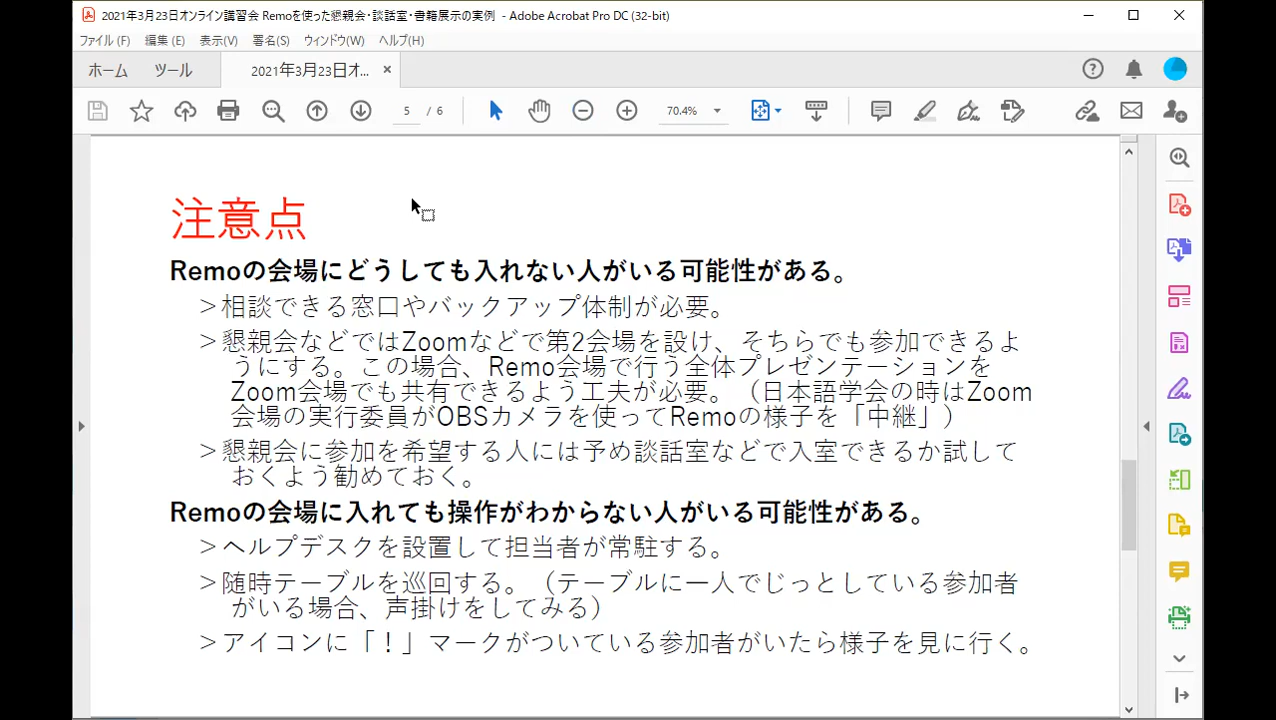 2021年3月23日オンライン講習会 Remoを使った懇親会・談話室・書籍展示の実例 - Adobe Acrobat Pro DC (32-bit)
ファイル(F) 編集(E) 表示(V) 署名(S) ウィンドウ(W) ヘルプ(H)
ホーム ツール 2021年3月23日オ... ×
5 / 6 70.4%
注意点
Remoの会場にどうしても入れない人がいる可能性がある。
＞相談できる窓口やバックアップ体制が必要。
＞懇親会などではZoomなどで第2会場を設け、そちらでも参加できるよ
うにする。この場合、Remo会場で行う全体プレゼンテーションを
Zoom会場でも共有できるよう工夫が必要。（日本語学会の時はZoom
会場の実行委員がOBSカメラを使ってRemoの様子を「中継」）
＞懇親会に参加を希望する人には予め談話室などで入室できるか試して
おくよう勧めておく。
Remoの会場に入れても操作がわからない人がいる可能性がある。
＞ヘルプデスクを設置して担当者が常駐する。
＞随時テーブルを巡回する。（テーブルに一人でじっとしている参加者
がいる場合、声掛けをしてみる）
＞アイコンに「！」マークがついている参加者がいたら様子を見に行く。